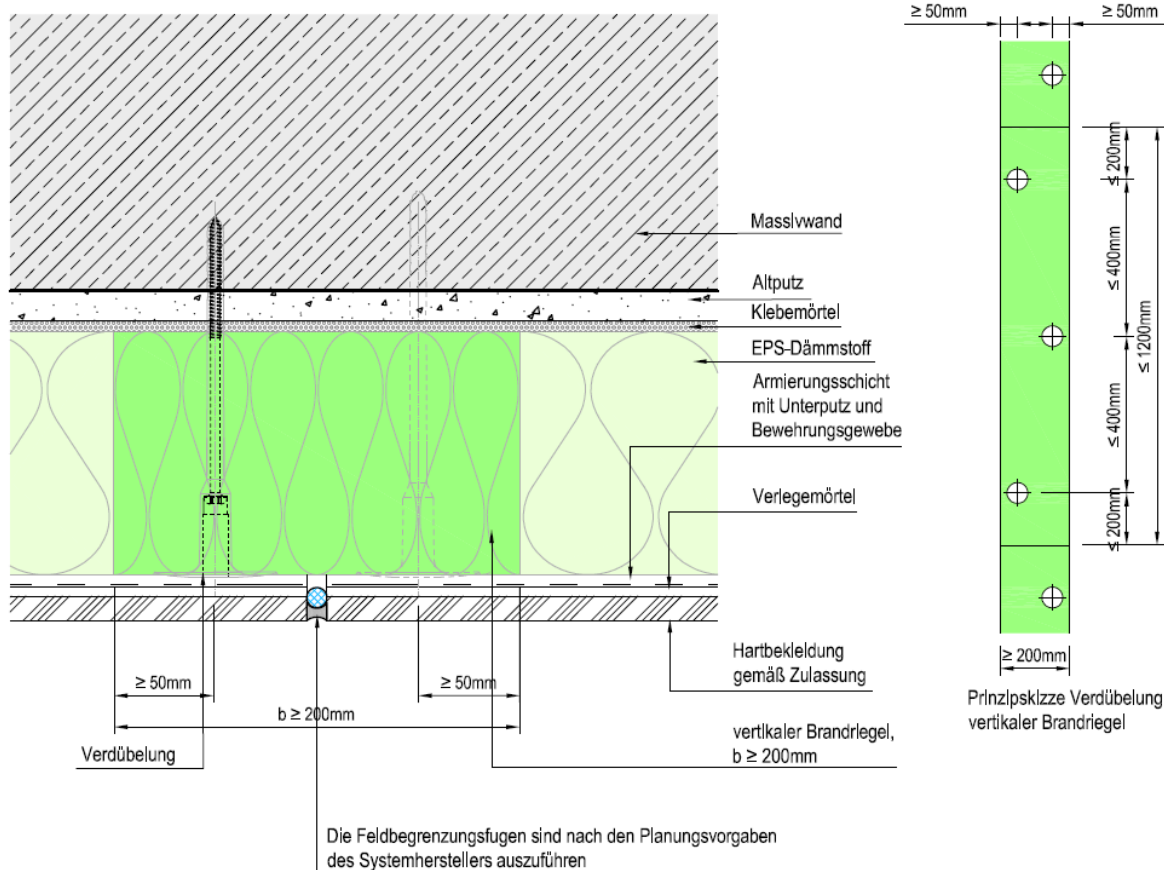 ≥ 50mm
≥ 50mm
Massivwand
Altputz
Klebemörtel
EPS-Dämmstoff
Armierungsschicht
mit Unterputz und
Bewehrungsgewebe
Verlegemörtel
Hartbekleidung
gemäß Zulassung
vertikaler Brandriegel,
b ≥ 200mm
≥ 50mm
≥ 50mm
b ≥ 200mm
Verdübelung
Die Feldbegrenzungsfugen sind nach den Planungsvorgaben
des Systemherstellers auszuführen
≤ 200mm
≤ 400mm
≤ 400mm
≤ 200mm
≤ 1200mm
≥ 200mm
Prinzipskizze Verdübelung
vertikaler Brandriegel